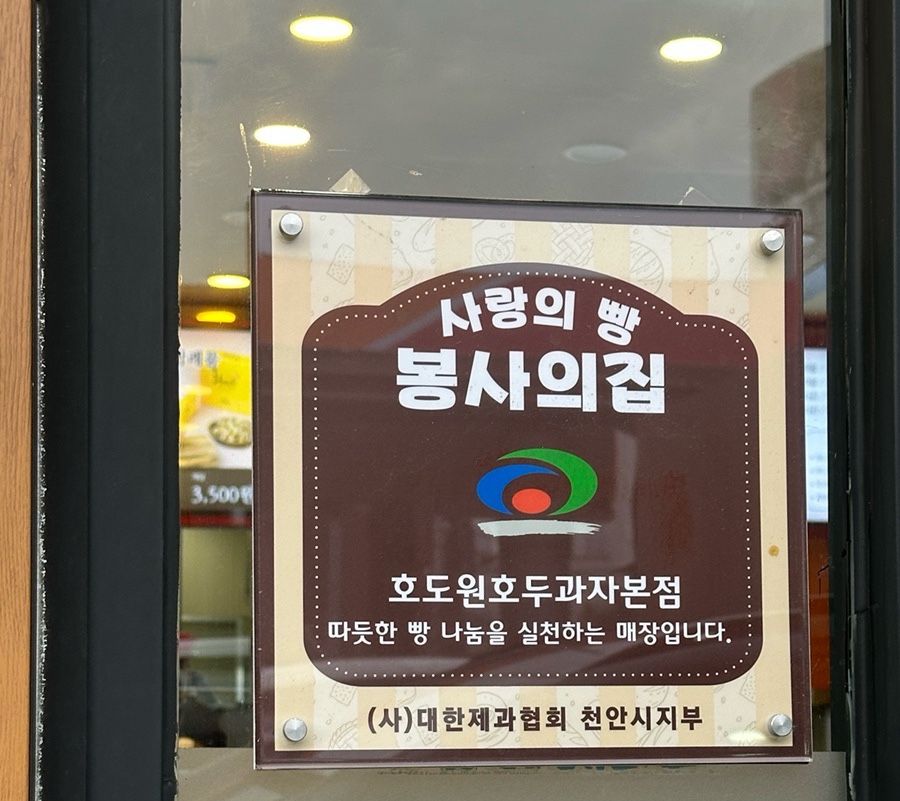 사랑의 빵
봉사의집
호도원호두과자본점
따듯한 빵 나눔을 실천하는 매장입니다.
(사)대한제과협회 천안시지부
3,500원